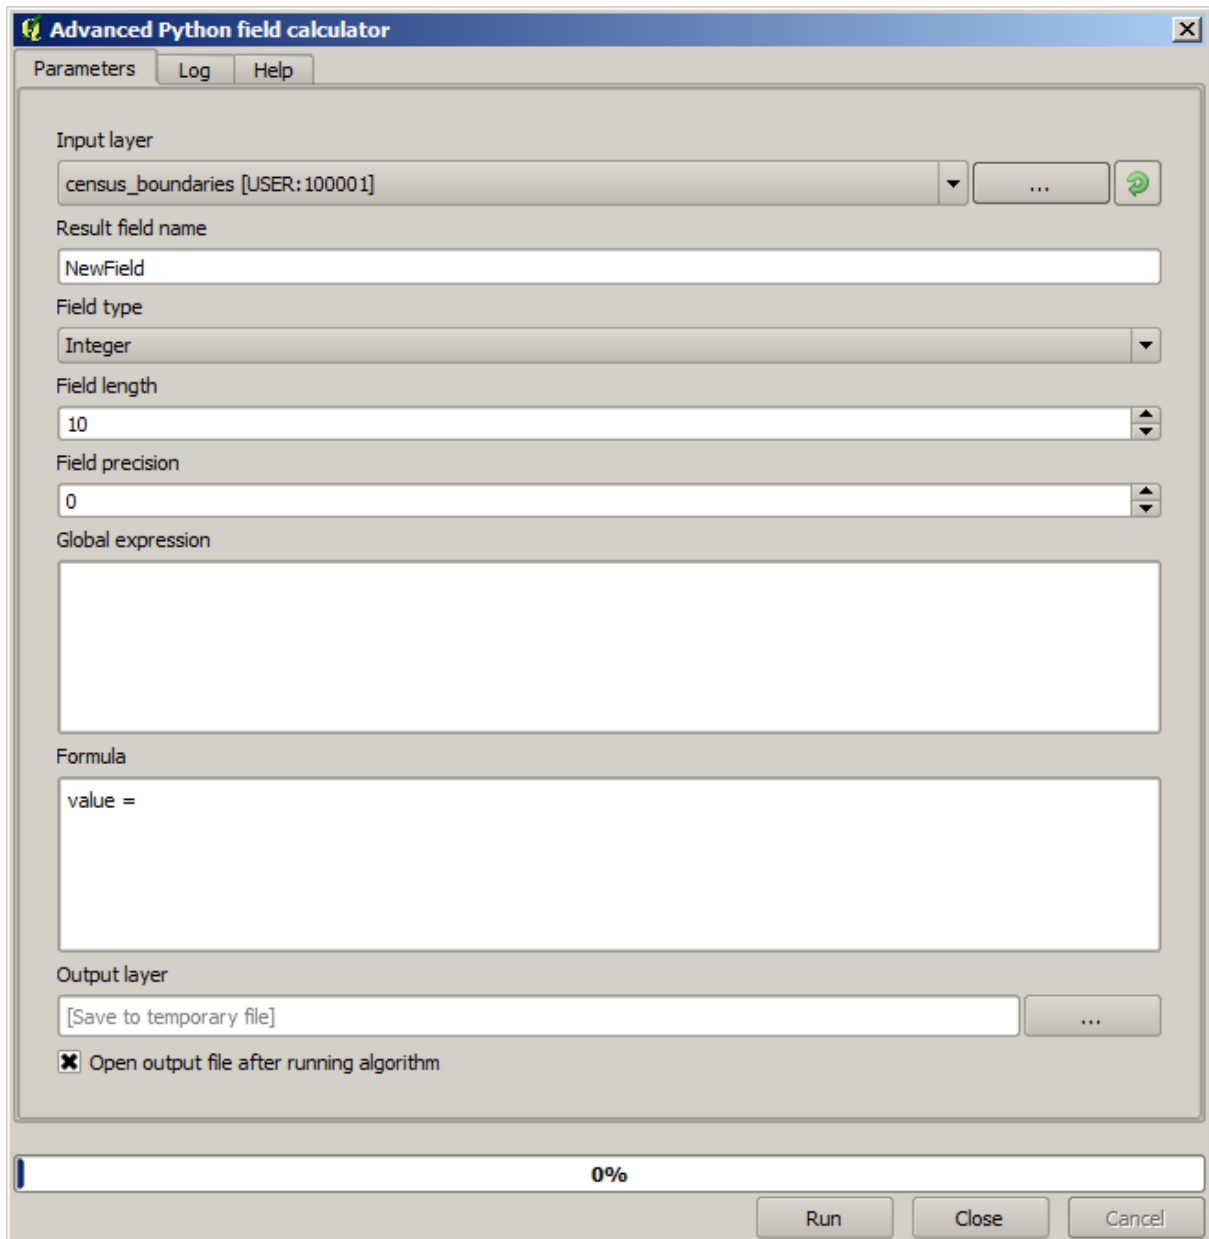 Advanced Python field calculator
Parameters Log Help
Input layer
census_boundaries [USER:100001] ...
Result field name
NewField
Field type
Integer
Field length
10
Field precision
0
Global expression
Formula
value =
Output layer
[Save to temporary file] ...
Open output file after running algorithm
0%
Run Close Cancel